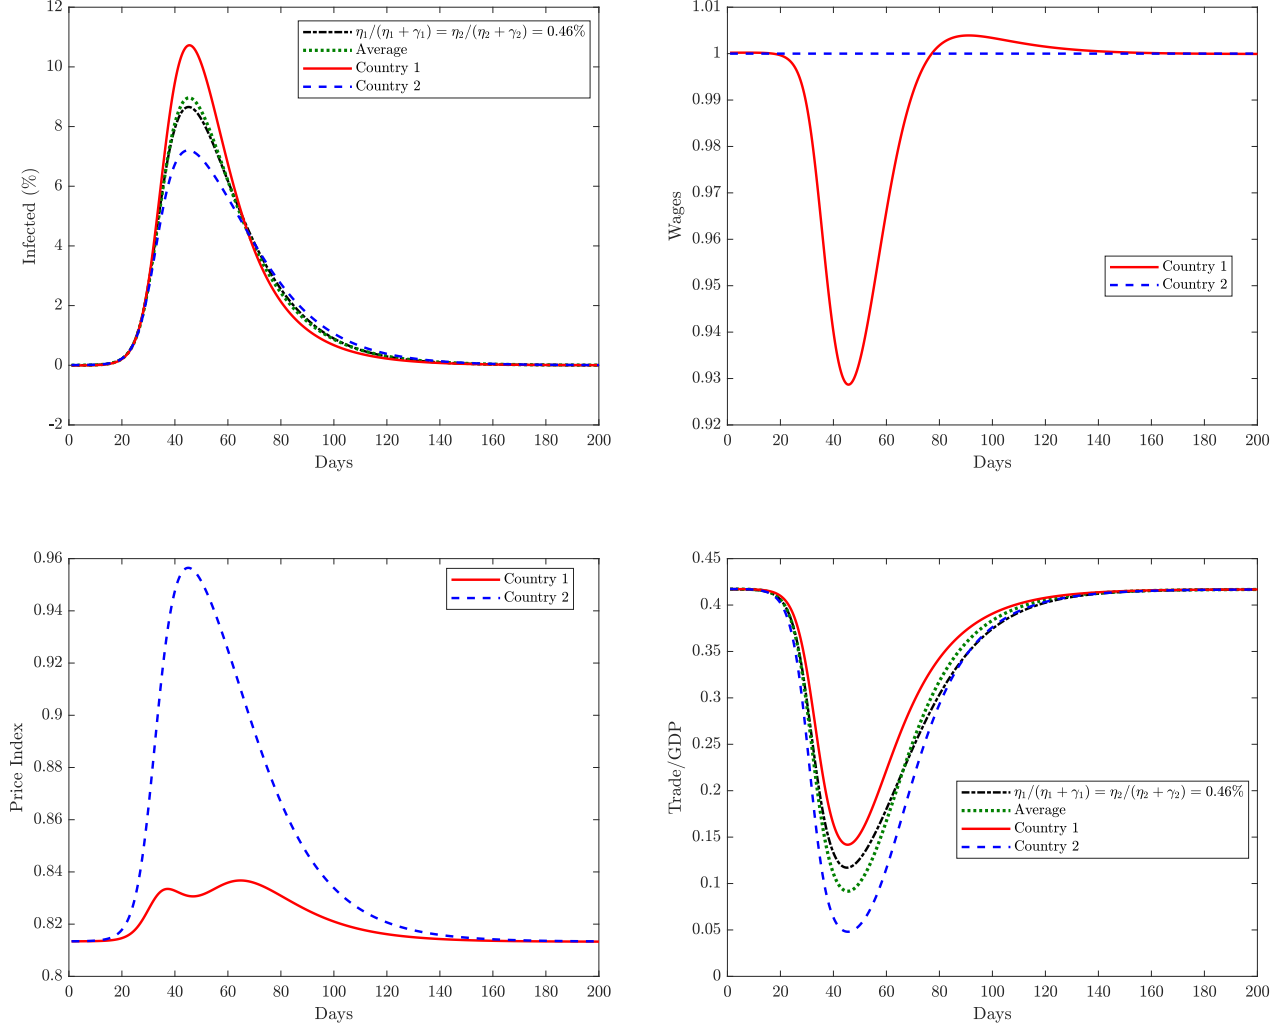 12
10
8
6
4
2
0
-2
Infected (%)
η₁/(η₁ + γ₁) = η₂/(η₂ + γ₂) = 0.46%
Average
Country 1
Country 2
0 20 40 60 80 100 120 140 160 180 200
Days
1.01
1
0.99
0.98
0.97
0.96
0.95
0.94
0.93
0.92
Wages
Country 1
Country 2
0 20 40 60 80 100 120 140 160 180 200
Days
0.96
0.94
0.92
0.9
0.88
0.86
0.84
0.82
0.8
Price Index
Country 1
Country 2
0 20 40 60 80 100 120 140 160 180 200
Days
0.45
0.4
0.35
0.3
0.25
0.2
0.15
0.1
0.05
0
Trade/GDP
η₁/(η₁ + γ₁) = η₂/(η₂ + γ₂) = 0.46%
Average
Country 1
Country 2
0 20 40 60 80 100 120 140 160 180 200
Days